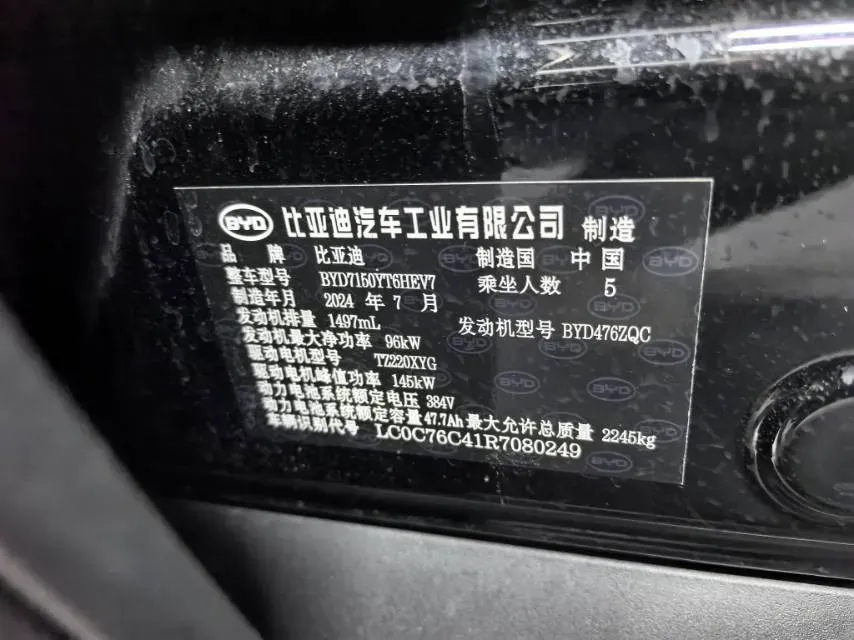 BYD 比亚迪汽车工业有限公司 制造
品 牌 比亚迪 制造国 中国
整车型号 BYD7150YT6HEV7 乘坐人数 5
制造年月 2024 年 7 月
发动机排量 1497mL 发动机型号 BYD476ZQC
发动机最大净功率 96kW
驱动电机型号 TZ220XYG
驱动电机峰值功率 145kW
动力电池系统额定电压 384V
动力电池系统额定容量 47.7Ah 最大允许总质量 2245kg
车辆识别代号 LC0C76C41R7080249